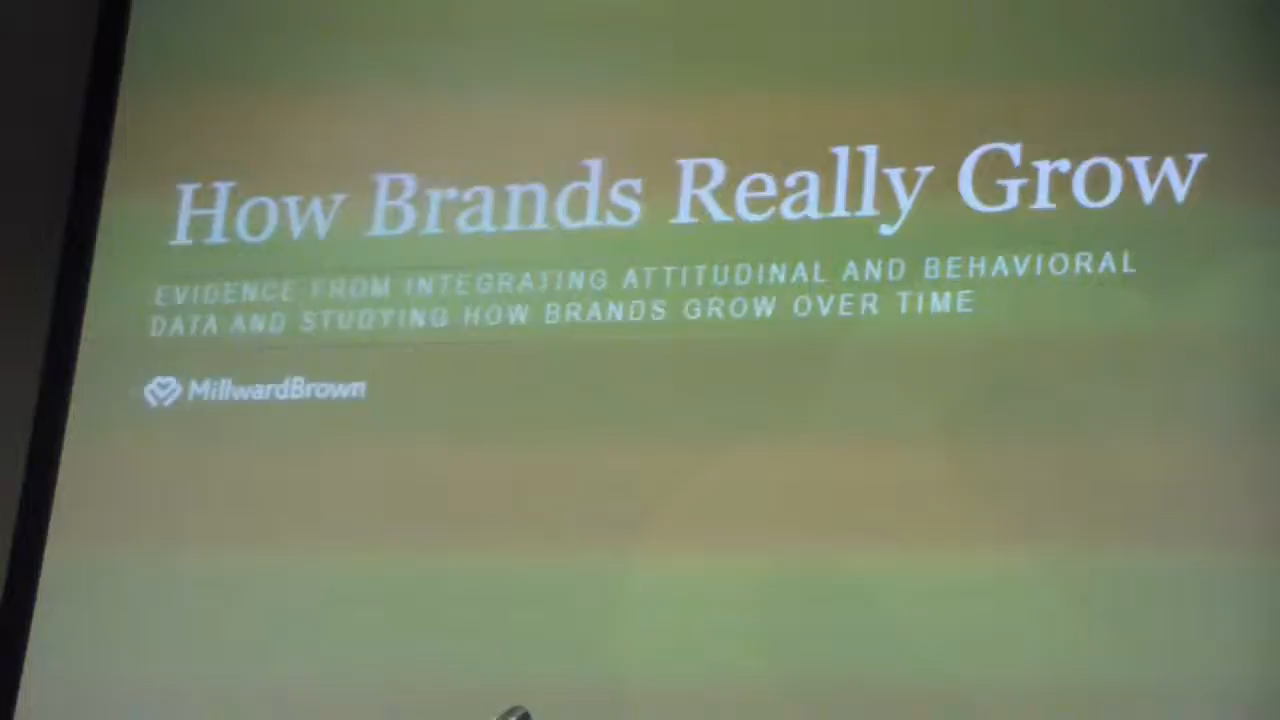 How Brands Really Grow
EVIDENCE FROM INTEGRATING ATTITUDINAL AND BEHAVIORAL
DATA AND STUDYING HOW BRANDS GROW OVER TIME
MillwardBrown